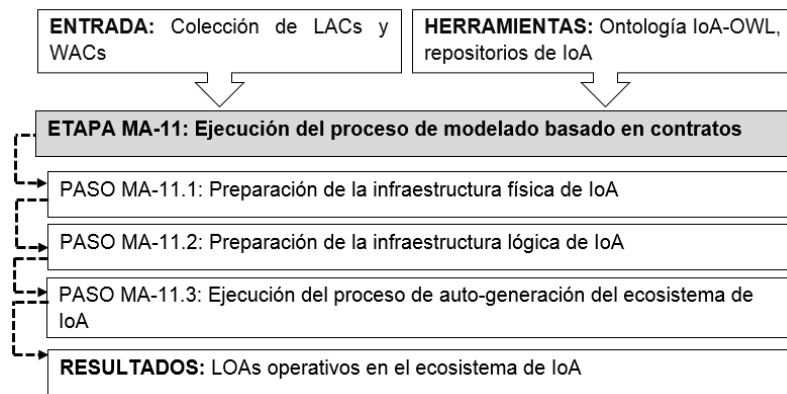 ENTRADA: Colección de LACs y
WACs
HERRAMIENTAS: Ontología IoA-OWL,
repositorios de IoA
ETAPA MA-11: Ejecución del proceso de modelado basado en contratos
PASO MA-11.1: Preparación de la infraestructura física de IoA
PASO MA-11.2: Preparación de la infraestructura lógica de IoA
PASO MA-11.3: Ejecución del proceso de auto-generación del ecosistema de
IoA
RESULTADOS: LOAs operativos en el ecosistema de IoA